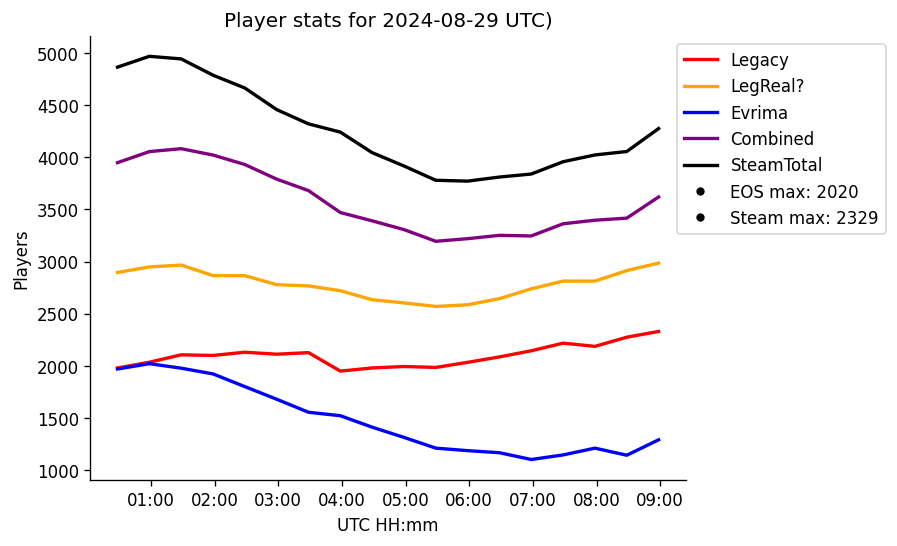 Player stats for 2024-08-29 UTC)
5000
4500
4000
3500
3000
2500
2000
1500
1000
Players
01:00 02:00 03:00 04:00 05:00 06:00 07:00 08:00 09:00
UTC HH:mm
Legacy
LegReal?
Evrima
Combined
SteamTotal
EOS max: 2020
Steam max: 2329